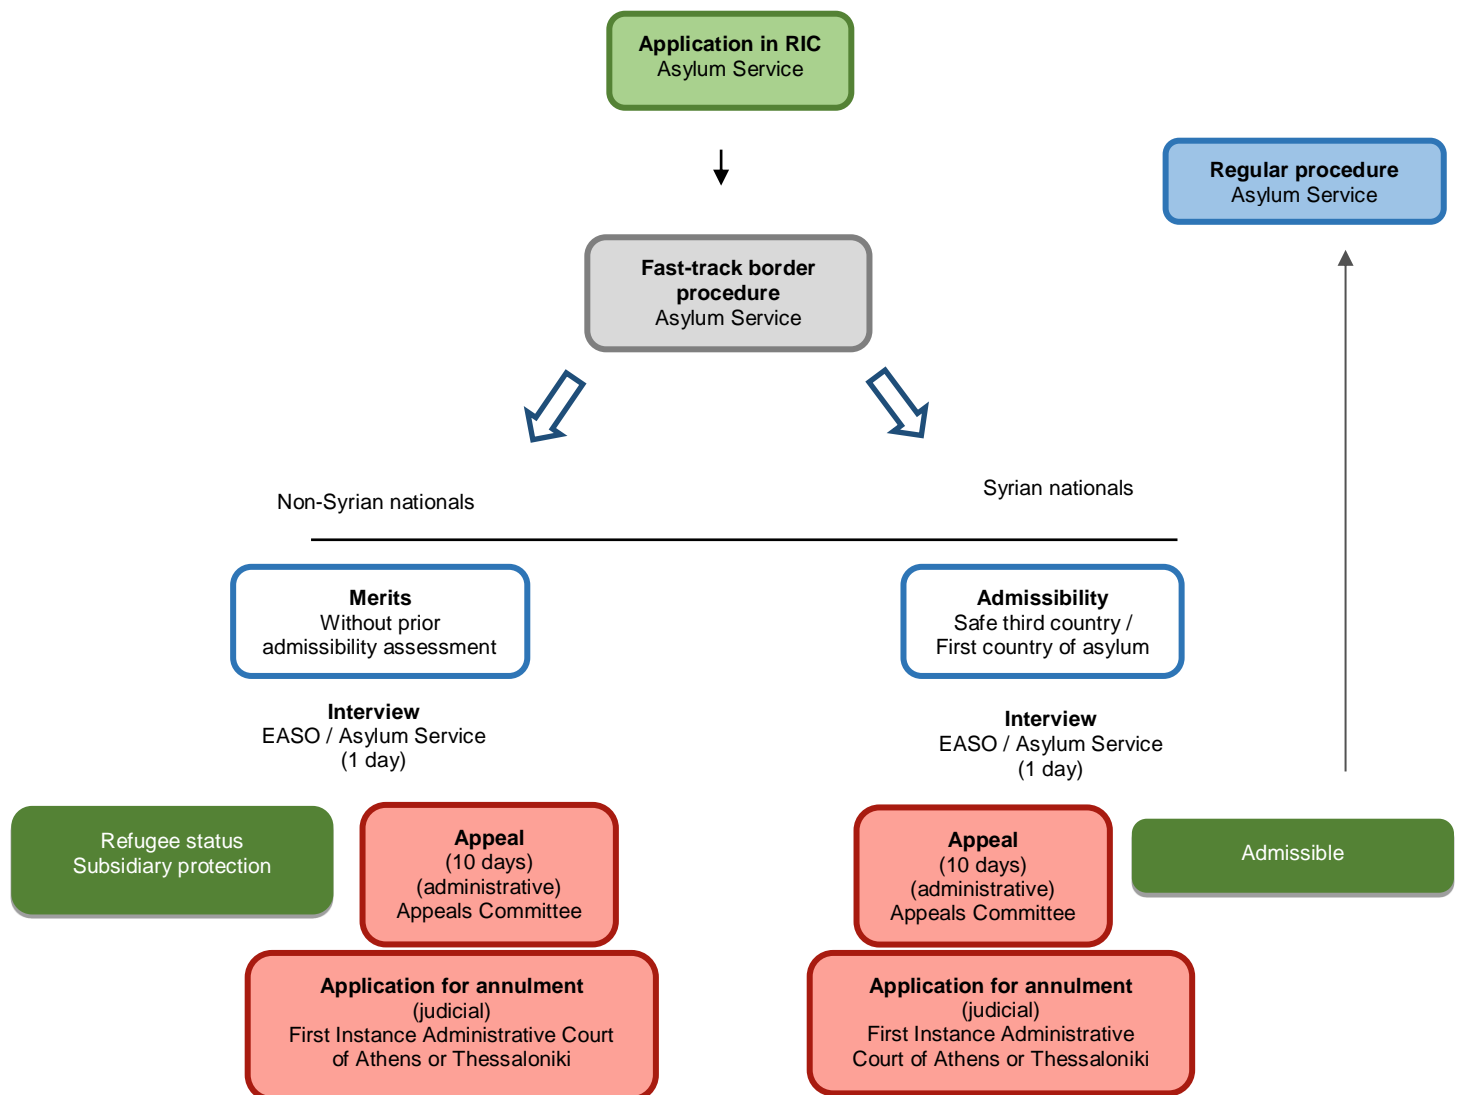 Application in RIC
Asylum Service
Regular procedure
Asylum Service
Fast-track border
procedure
Asylum Service
Non-Syrian nationals
Syrian nationals
Merits
Without prior
admissibility assessment
Admissibility
Safe third country /
First country of asylum
Interview
EASO / Asylum Service
(1 day)
Interview
EASO / Asylum Service
(1 day)
Refugee status
Subsidiary protection
Appeal
(10 days)
(administrative)
Appeals Committee
Appeal
(10 days)
(administrative)
Appeals Committee
Admissible
Application for annulment
(judicial)
First Instance Administrative Court
of Athens or Thessaloniki
Application for annulment
(judicial)
First Instance Administrative
Court of Athens or Thessaloniki